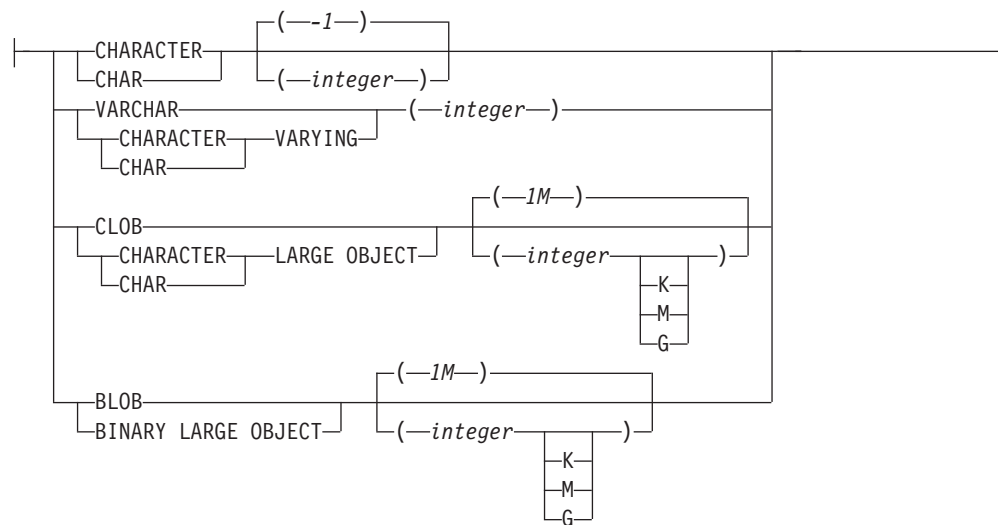 ( -1 )
CHARACTER
CHAR ( integer )
VARCHAR ( integer )
CHARACTER VARYING
CHAR
( 1M )
CLOB
CHARACTER LARGE OBJECT ( integer )
CHAR K
M
G
( 1M )
BLOB
BINARY LARGE OBJECT ( integer )
K
M
G